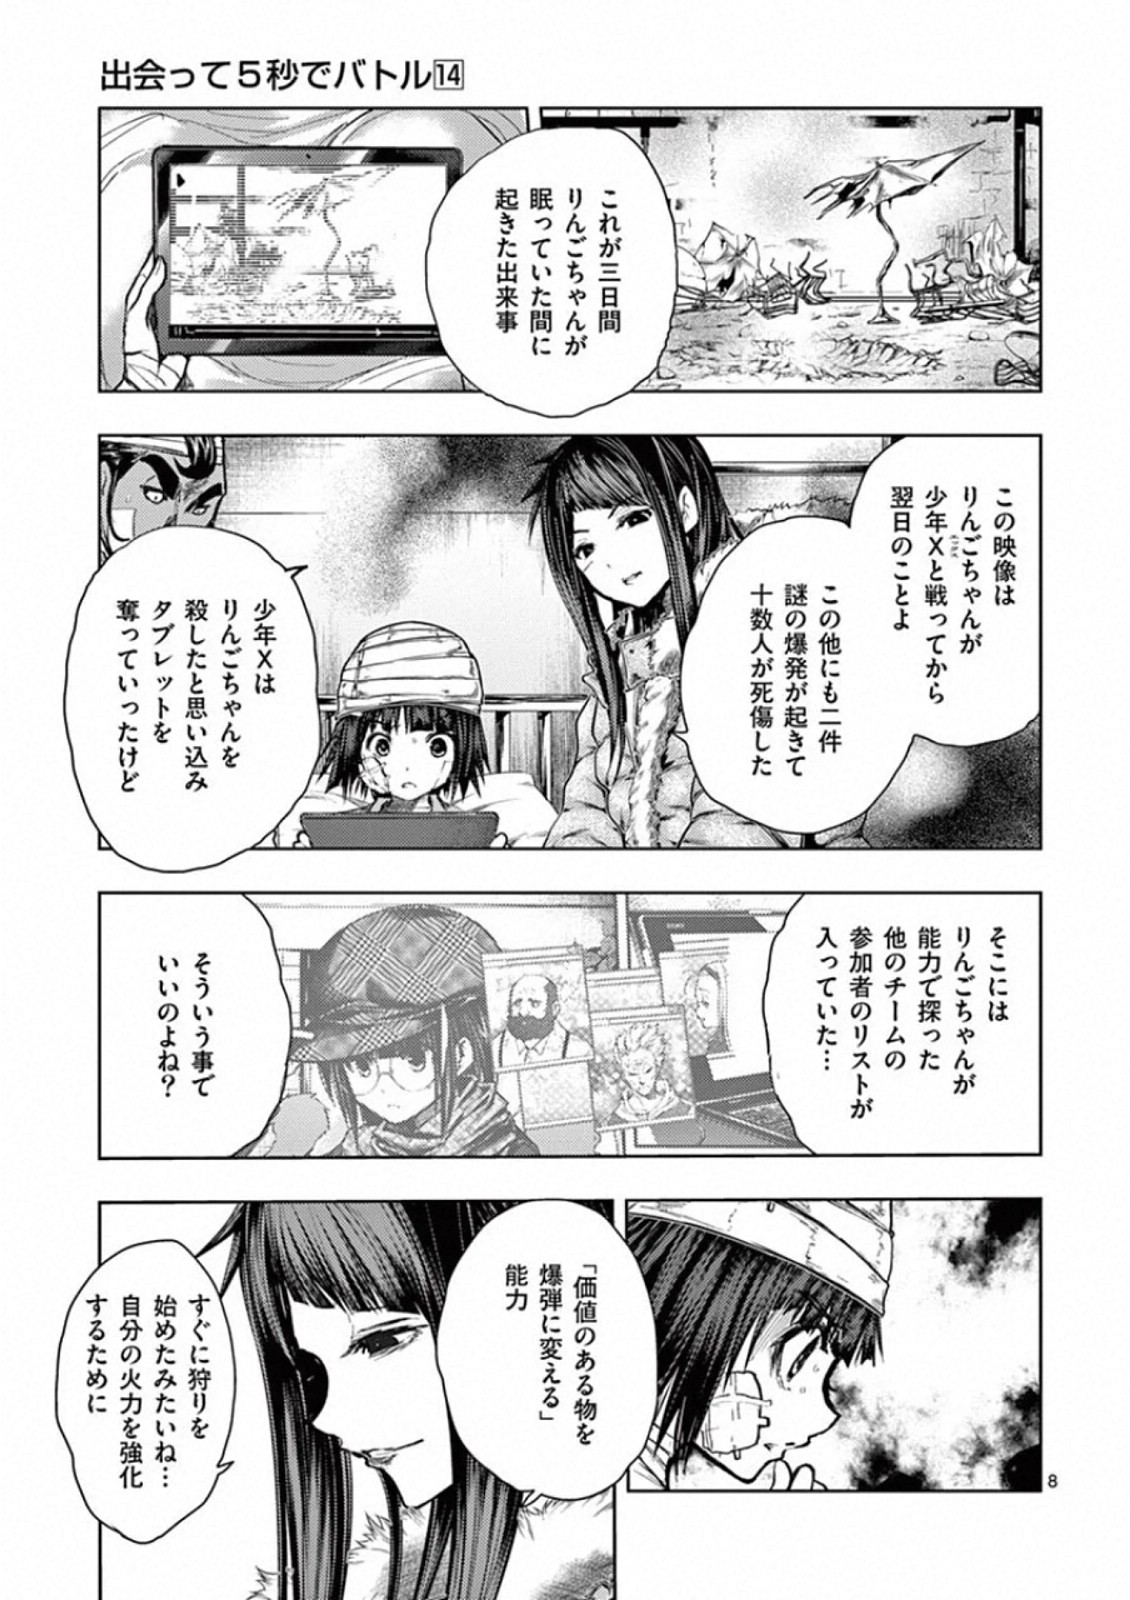 出会って5秒でバトル14
これが三日間
りんごちゃんが
眠っていた間に
起きた出来事
この映像は
りんごちゃんが
少年Xと戦ってから
翌日のことよ
この他にも二件
謎の爆発が起きて
十数人が死傷した
少年Xは
りんごちゃんを
殺したと思い込み
タブレットを
奪っていったけど
そこには
りんごちゃんが
能力で探った
他のチームの
参加者のリストが
入っていた…
そういう事で
いいのよね？
「価値のある物を
爆弾に変える」
能力
すぐに狩りを
始めたみたいね…
自分の火力を強化
するために
8